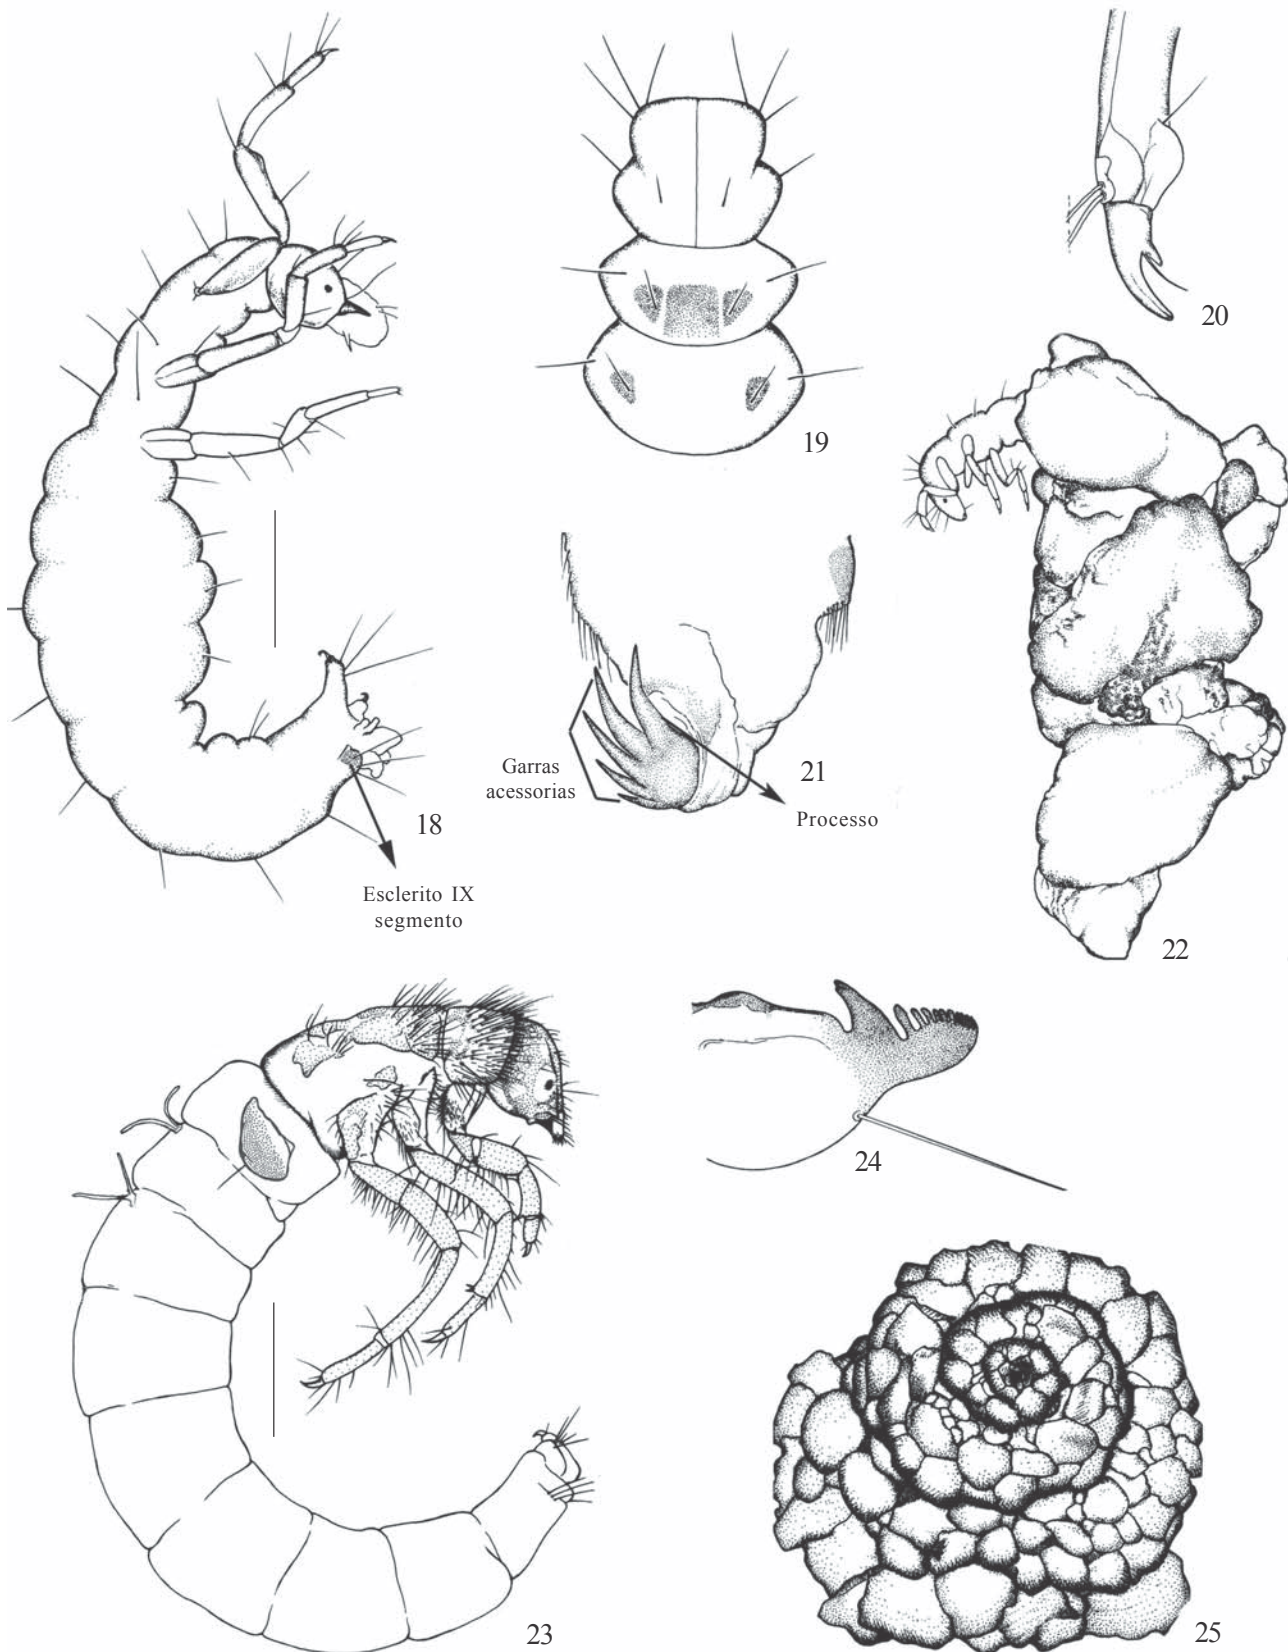 20
19
22
Garras
acessorias
21
Processo
18
Esclerito IX
segmento
24
23
25